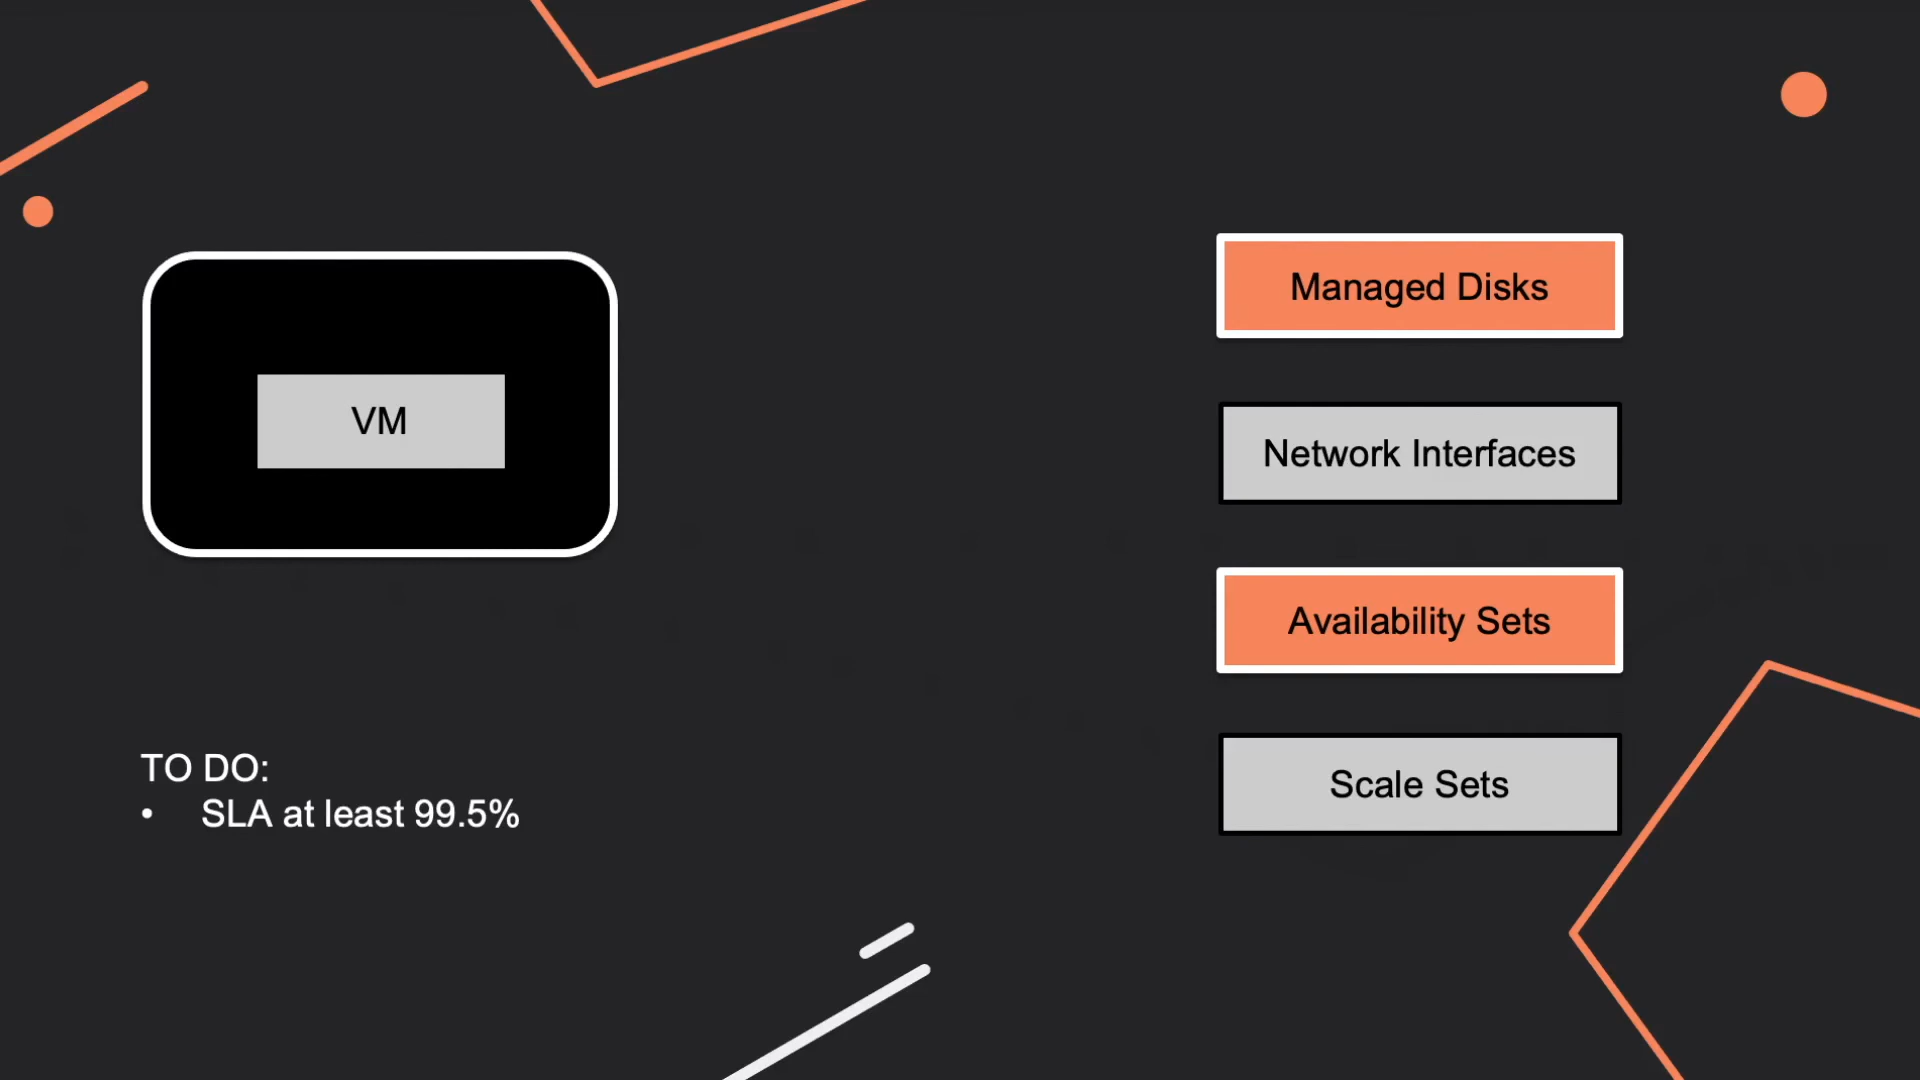 VM
TO DO:
• SLA at least 99.5%
Managed Disks
Network Interfaces
Availability Sets
Scale Sets